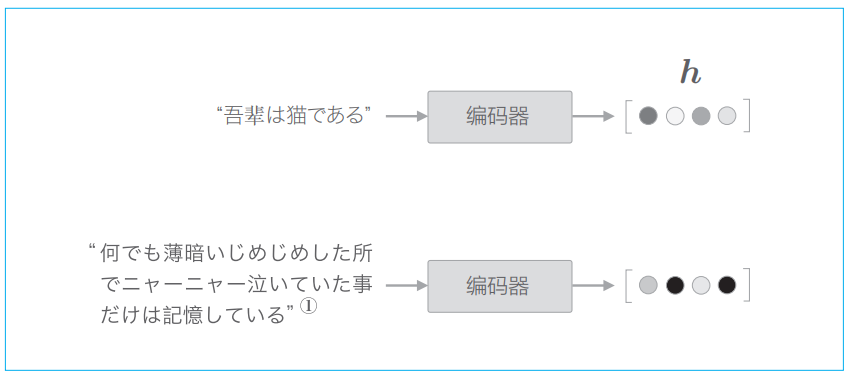 h
“吾輩は猫である”
编码器
“何でも薄暗いじめじめした所
でニャーニャー泣いていた事
だけは記憶している”①
编码器